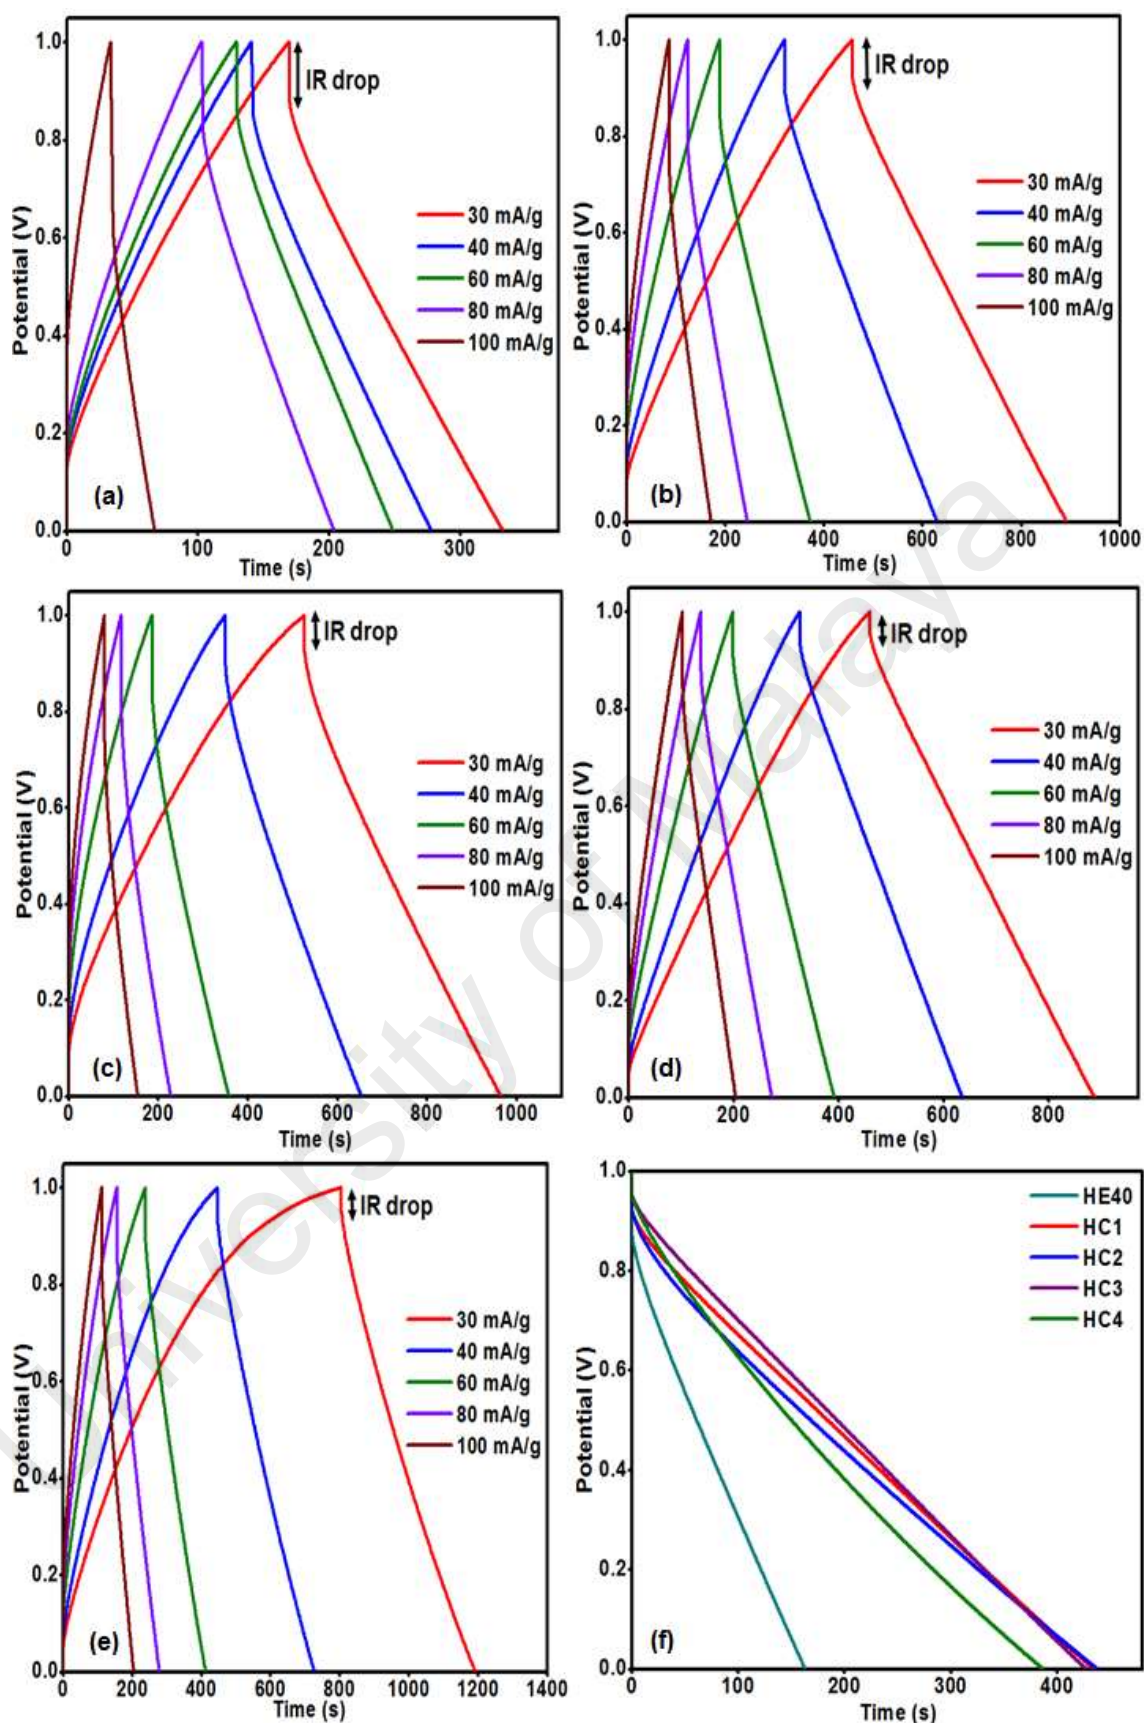 1.0
0.8
0.6
0.4
0.2
0.0
Potential (V)
IR drop
30 mA/g
40 mA/g
60 mA/g
80 mA/g
100 mA/g
(a)
0 100 200 300
Time (s)
1.0
0.8
0.6
0.4
0.2
0.0
Potential (V)
IR drop
30 mA/g
40 mA/g
60 mA/g
80 mA/g
100 mA/g
(b)
0 200 400 600 800 1000
Time (s)
1.0
0.8
0.6
0.4
0.2
0.0
Potential (V)
IR drop
30 mA/g
40 mA/g
60 mA/g
80 mA/g
100 mA/g
(c)
0 200 400 600 800 1000
Time (s)
1.0
0.8
0.6
0.4
0.2
0.0
Potential (V)
IR drop
30 mA/g
40 mA/g
60 mA/g
80 mA/g
100 mA/g
(d)
0 200 400 600 800
Time (s)
1.0
0.8
0.6
0.4
0.2
0.0
Potential (V)
IR drop
30 mA/g
40 mA/g
60 mA/g
80 mA/g
100 mA/g
(e)
0 200 400 600 800 1000 1200 1400
Time (s)
1.0
0.8
0.6
0.4
0.2
0.0
Potential (V)
HE40
HC1
HC2
HC3
HC4
(f)
0 100 200 300 400
Time (s)
University of Malaya